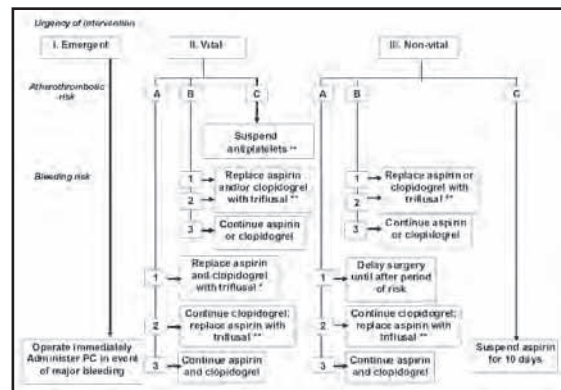 Urgency of intervention
I. Emergent
II. Vital
III. Non-vital
Atherothrombotic
risk
A
B
C
A
B
C
Suspend
antiplatelets **
Bleeding risk
1
2
Replace aspirin
and/or clopidogrel
with triflusal **
3
Continue aspirin
or clopidogrel
1
2
Replace aspirin or
clopidogrel with
triflusal **
3
Continue aspirin
or clopidogrel
1
Replace aspirin
and clopidogrel
with triflusal *
2
Continue clopidogrel;
replace aspirin with
triflusal **
3
Continue aspirin
and clopidogrel
1
Delay surgery
until after period
of risk
2
Continue clopidogrel;
replace aspirin with
triflusal **
3
Continue aspirin
and clopidogrel
Operate immediately
Administer PC in event
of major bleeding
Suspend aspirin
for 10 days